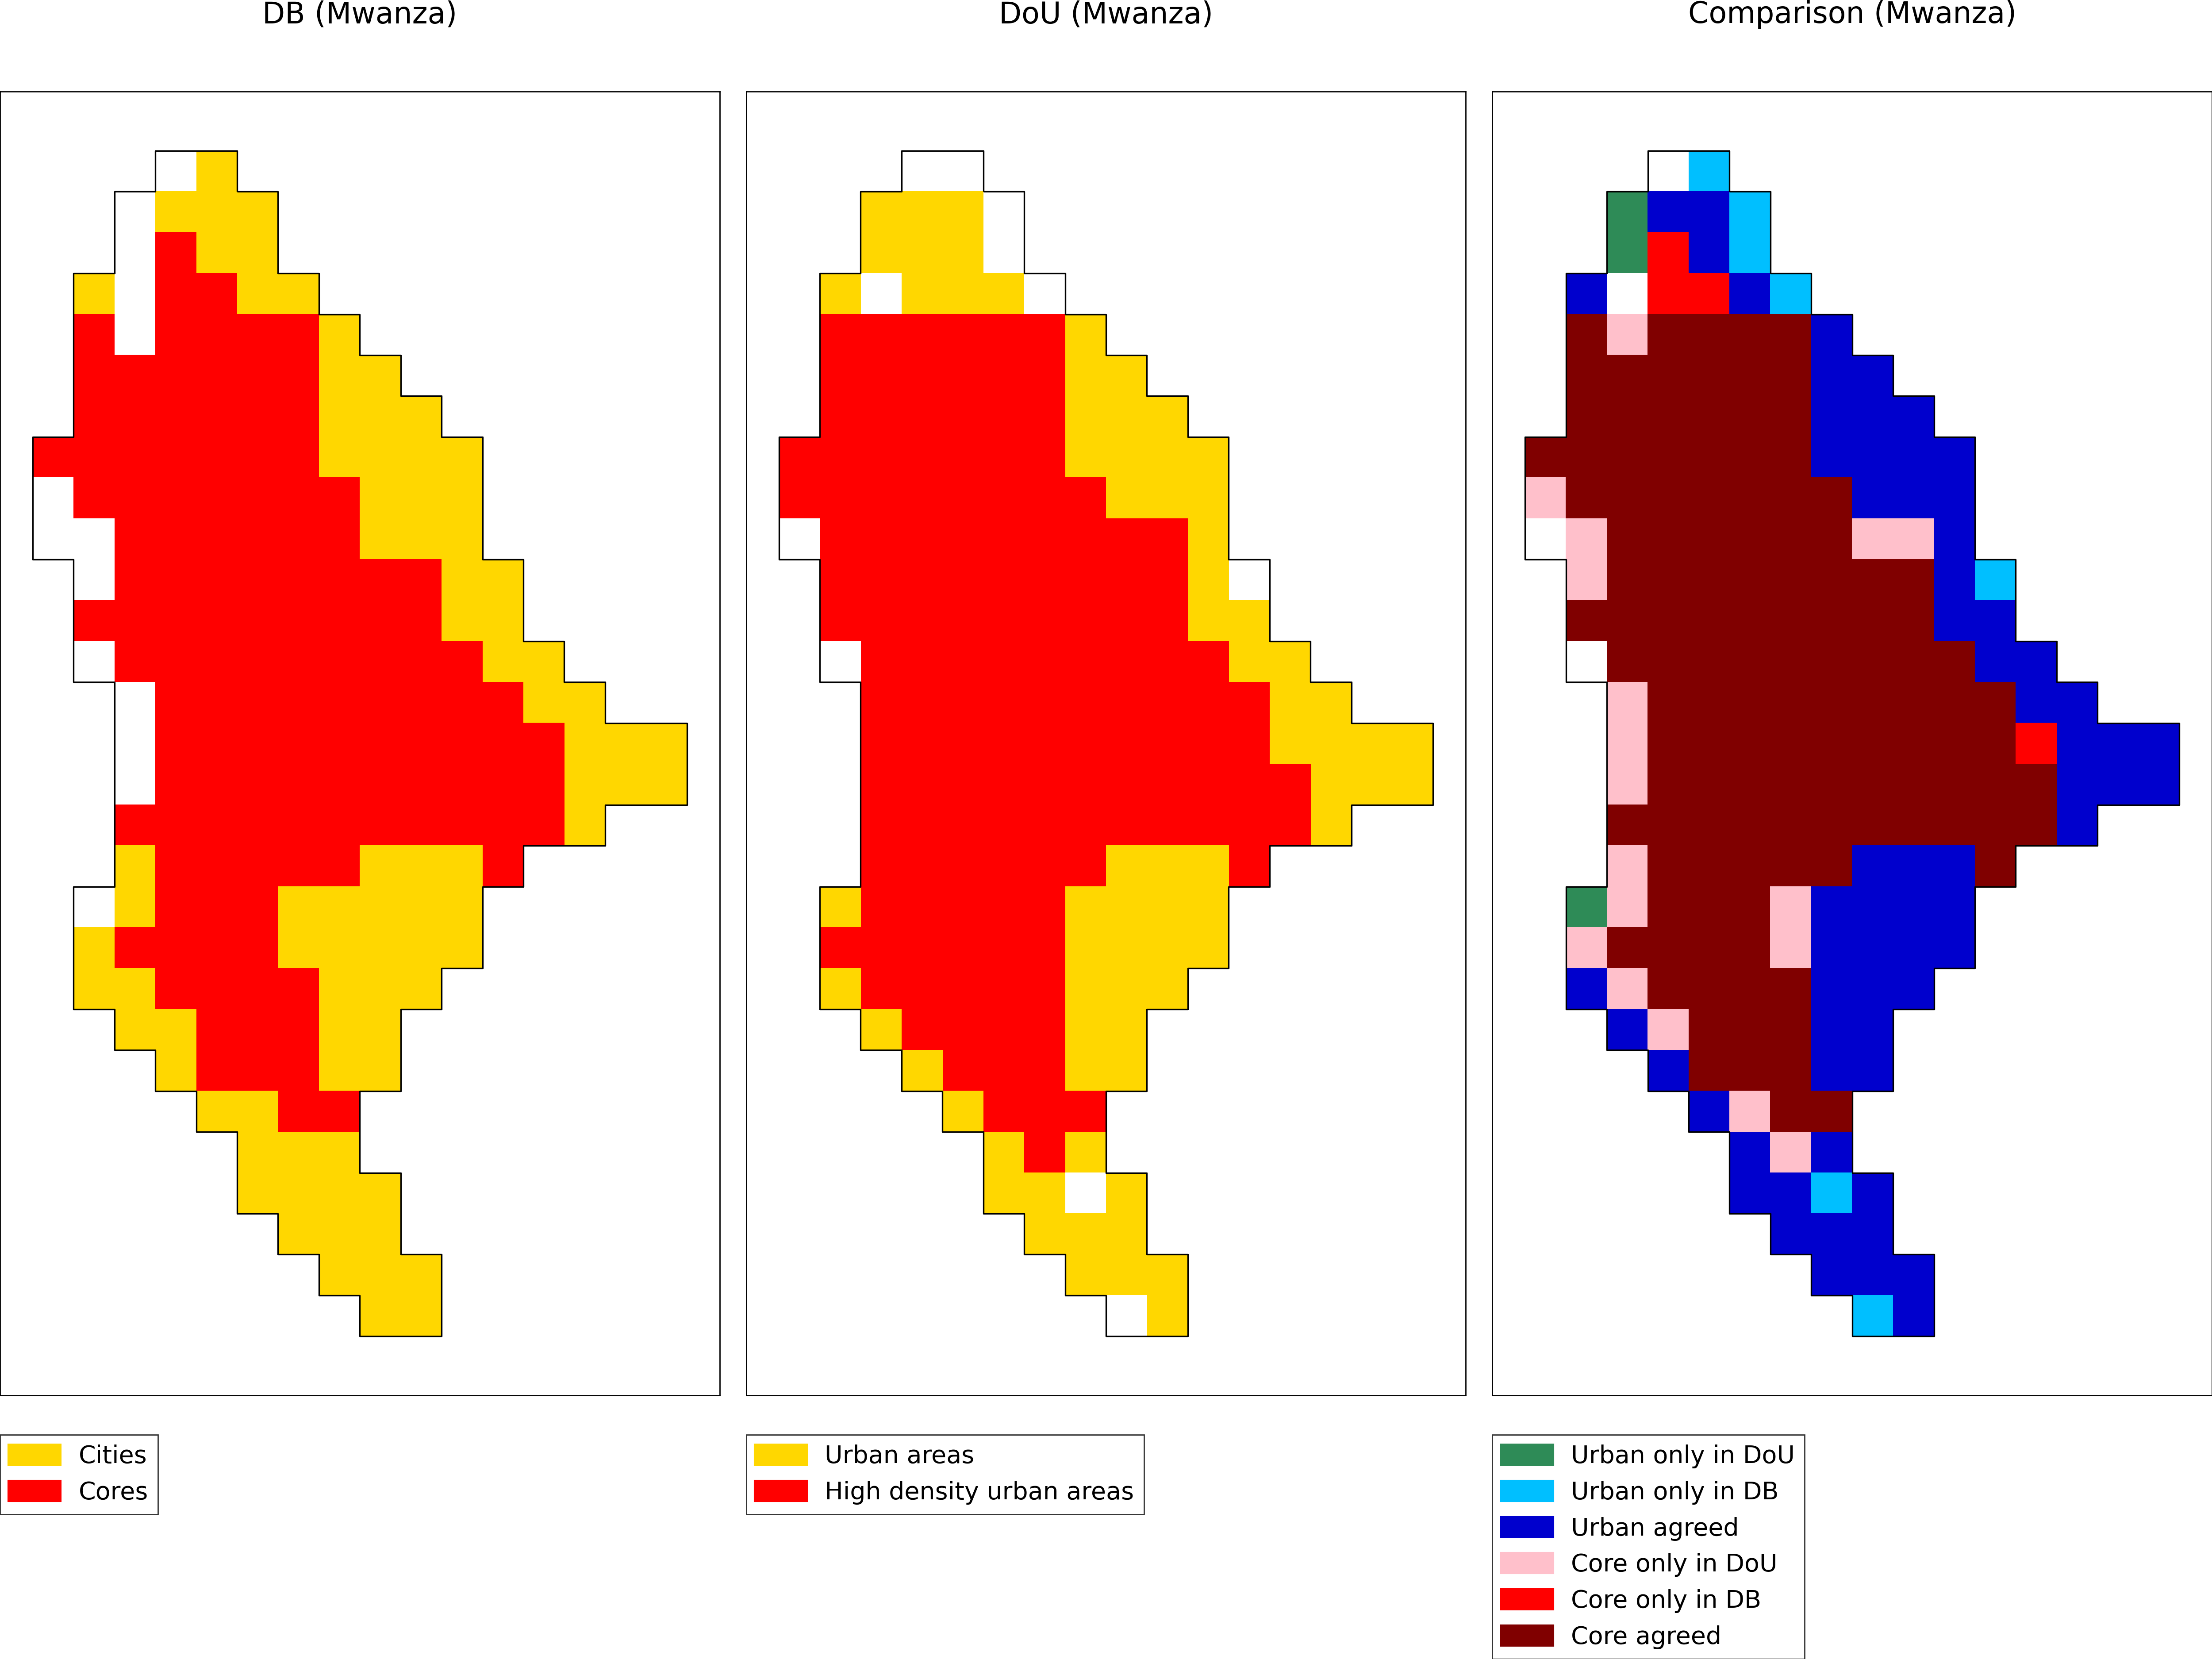 DB (Mwanza)
DoU (Mwanza)
Comparison (Mwanza)
Cities
Cores
Urban areas
High density urban areas
Urban only in DoU
Urban only in DB
Urban agreed
Core only in DoU
Core only in DB
Core agreed